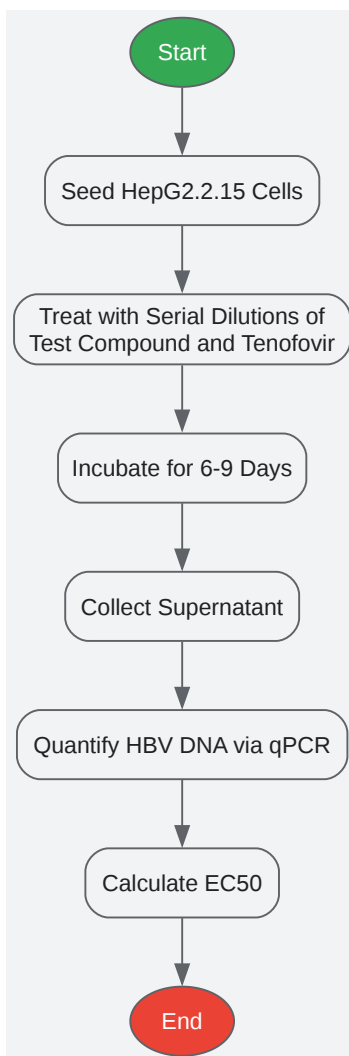 Start
Seed HepG2.2.15 Cells
Treat with Serial Dilutions of
Test Compound and Tenofovir
Incubate for 6-9 Days
Collect Supernatant
Quantify HBV DNA via qPCR
Calculate EC50
End